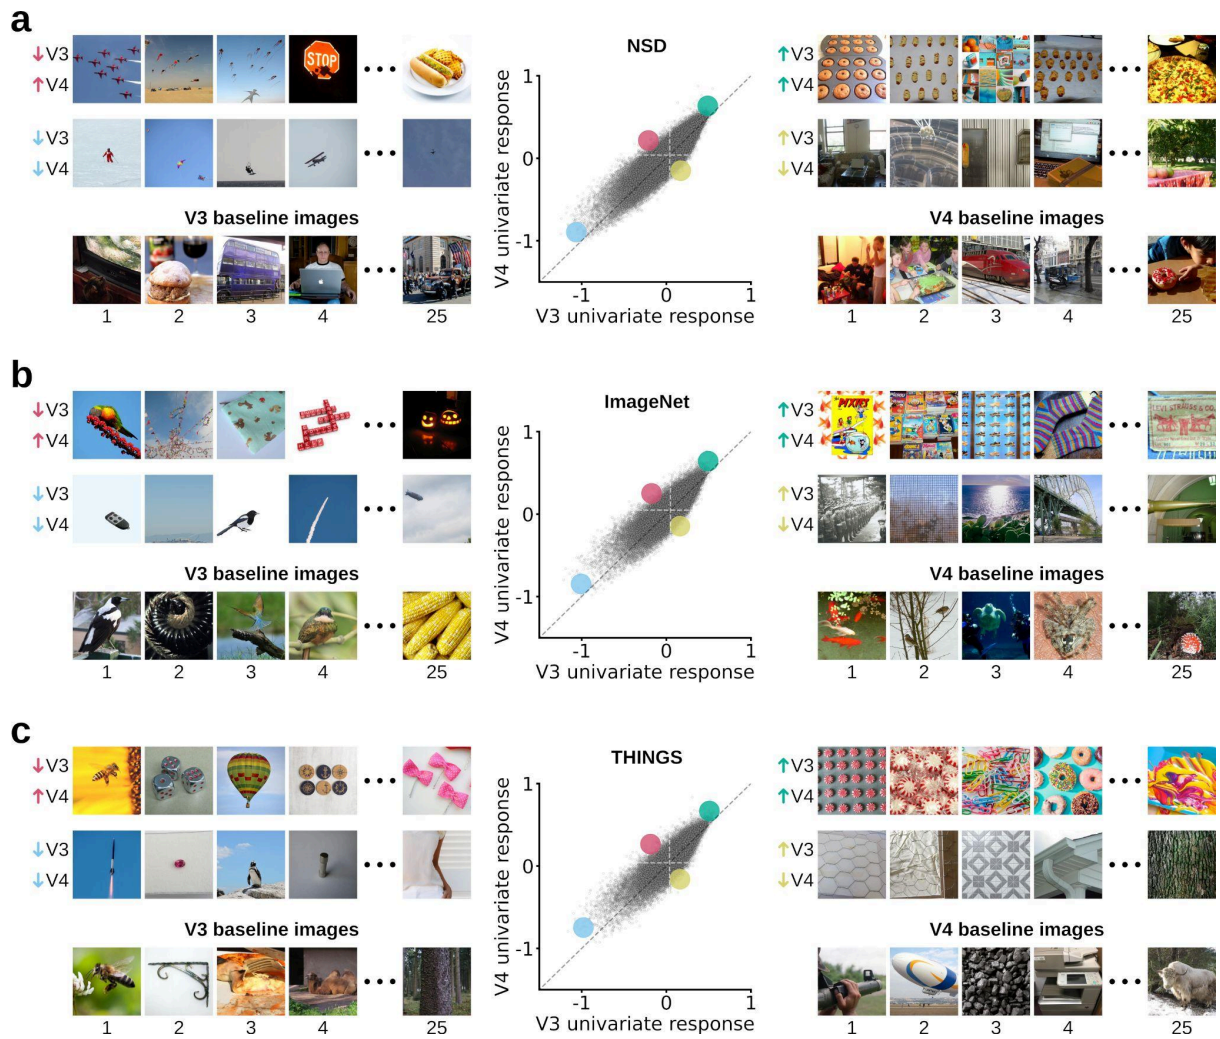 a
NSD
↓V3
↑V4
STOP
↓V3
↓V4
↑V3
↑V4
↑V3
↓V4
V3 baseline images
1 2 3 4 25
V4 univariate response
1
0
-1
-1 0 1
V3 univariate response
V4 baseline images
1 2 3 4 25
b
ImageNet
↓V3
↑V4
↓V3
↓V4
↑V3
↑V4
PIXIES
LEVI STRAUSS & CO.
↑V3
↓V4
V3 baseline images
1 2 3 4 25
V4 univariate response
1
0
-1
-1 0 1
V3 univariate response
V4 baseline images
1 2 3 4 25
c
THINGS
↓V3
↑V4
↓V3
↓V4
↑V3
↑V4
↑V3
↓V4
V3 baseline images
1 2 3 4 25
V4 univariate response
1
0
-1
-1 0 1
V3 univariate response
V4 baseline images
1 2 3 4 25